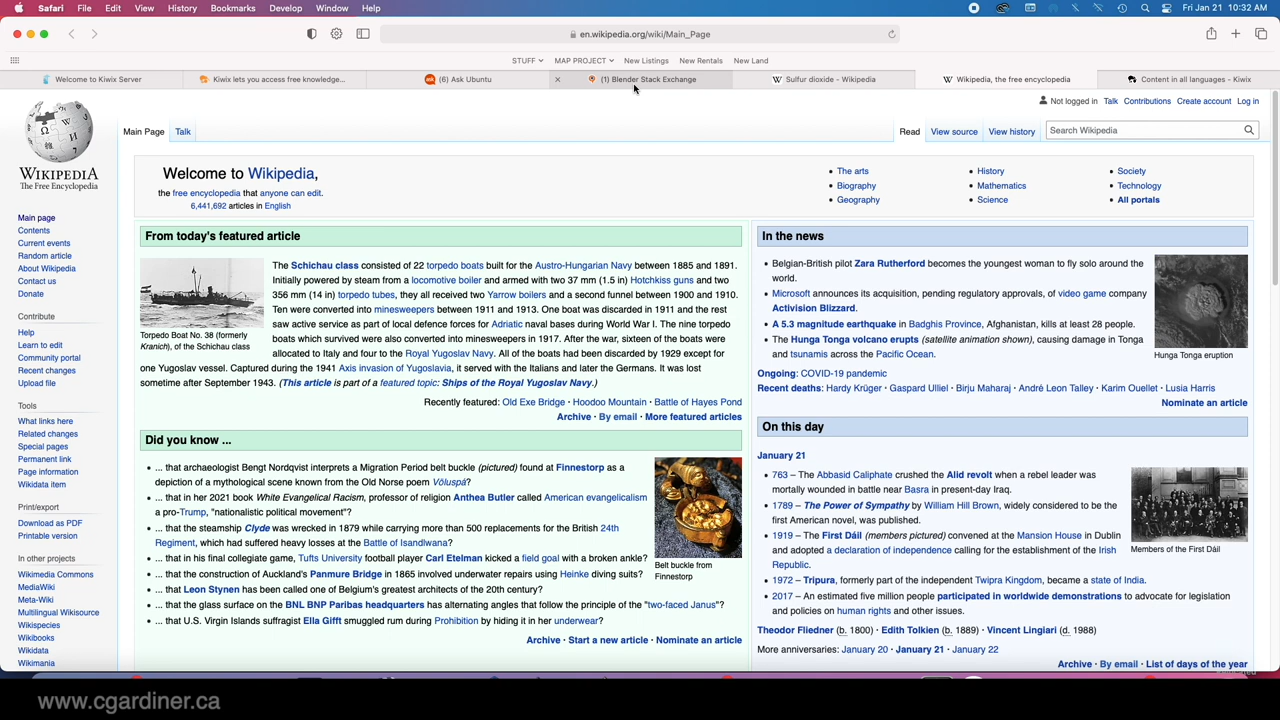 Safari File Edit View History Bookmarks Develop Window Help
Fri Jan 21 10:32 AM
en.wikipedia.org/wiki/Main_Page
STUFF MAP PROJECT New Listings New Rentals New Land
Welcome to Kiwix Server
Kiwix lets you access free knowledge...
(6) Ask Ubuntu
(1) Blender Stack Exchange
Sulfur dioxide - Wikipedia
Wikipedia, the free encyclopedia
Content in all languages - Kiwix
Not logged in Talk Contributions Create account Log in
Main Page Talk
Read View source View history Search Wikipedia
WIKIPEDIA
The Free Encyclopedia
Main page
Contents
Current events
Random article
About Wikipedia
Contact us
Donate
Contribute
Help
Learn to edit
Community portal
Recent changes
Upload file
Tools
What links here
Related changes
Special pages
Permanent link
Page information
Wikidata item
Print/export
Download as PDF
Printable version
In other projects
Wikimedia Commons
MediaWiki
Meta-Wiki
Multilingual Wikisource
Wikispecies
Wikibooks
Wikidata
Wikimania
Welcome to Wikipedia,
the free encyclopedia that anyone can edit.
6,441,692 articles in English
• The arts
• Biography
• Geography
• History
• Mathematics
• Science
• Society
• Technology
• All portals
From today's featured article
The Schichau class consisted of 22 torpedo boats built for the Austro-Hungarian Navy between 1885 and 1891.
Initially powered by steam from a locomotive boiler and armed with two 37 mm (1.5 in) Hotchkiss guns and two
356 mm (14 in) torpedo tubes, they all received two Yarrow boilers and a second funnel between 1900 and 1910.
Ten were converted into minesweepers between 1911 and 1913. One boat was discarded in 1911 and the
rest saw active service as part of local defence forces for Adriatic naval bases during World War I. The nine torpedo
boats which survived were also converted into minesweepers in 1917. After the war, sixteen of the boats were
allocated to Italy and four to the Royal Yugoslav Navy. All of the boats had been discarded by 1929 except for
one Yugoslav vessel. Captured during the 1941 Axis invasion of Yugoslavia, it served with the Italians and later the Germans. It was lost
sometime after September 1943. (This article is part of a featured topic: Ships of the Royal Yugoslav Navy.)
Torpedo Boat No. 38 (formerly
Kranich), of the Schichau class
Recently featured: Old Exe Bridge · Hoodoo Mountain · Battle of Hayes Pond
Archive · By email · More featured articles
Did you know ...
• ... that archaeologist Bengt Nordqvist interprets a Migration Period belt buckle (pictured) found at Finnestorp as a
depiction of a mythological scene known from the Old Norse poem Völuspá?
• ... that in her 2021 book White Evangelical Racism, professor of religion Anthea Butler called American evangelicalism
a pro-Trump, "nationalistic political movement"?
• ... that the steamship Clyde was wrecked in 1879 while carrying more than 500 replacements for the British 24th
Regiment, which had suffered heavy losses at the Battle of Isandlwana?
• ... that in his final collegiate game, Tufts University football player Carl Etelman kicked a field goal with a broken ankle?
• ... that the construction of Auckland's Panmure Bridge in 1865 involved underwater repairs using Heinke diving suits?
• ... that Leon Stynen has been called one of Belgium's greatest architects of the 20th century?
• ... that the glass surface on the BNL BNP Paribas headquarters has alternating angles that follow the principle of the "two-faced Janus"?
• ... that U.S. Virgin Islands suffragist Ella Gifft smuggled rum during Prohibition by hiding it in her underwear?
Belt buckle from
Finnestorp
Archive · Start a new article · Nominate an article
In the news
• Belgian-British pilot Zara Rutherford becomes the youngest woman to fly solo around the
world.
• Microsoft announces its acquisition, pending regulatory approvals, of video game company
Activision Blizzard.
• A 5.3 magnitude earthquake in Badghis Province, Afghanistan, kills at least 28 people.
• The Hunga Tonga volcano erupts (satellite animation shown), causing damage in Tonga
and tsunamis across the Pacific Ocean.
Hunga Tonga eruption
Ongoing: COVID-19 pandemic
Recent deaths: Hardy Krüger · Gaspard Ulliel · Birju Maharaj · André Leon Talley · Karim Ouellet · Lusia Harris
Nominate an article
On this day
January 21
• 763 – The Abbasid Caliphate crushed the Alid revolt when a rebel leader was
mortally wounded in battle near Basra in present-day Iraq.
• 1789 – The Power of Sympathy by William Hill Brown, widely considered to be the
first American novel, was published.
• 1919 – The First Dáil (members pictured) convened at the Mansion House in Dublin
and adopted a declaration of independence calling for the establishment of the Irish
Republic.
• 1972 – Tripura, formerly part of the independent Twipra Kingdom, became a state of India.
• 2017 – An estimated five million people participated in worldwide demonstrations to advocate for legislation
and policies on human rights and other issues.
Members of the First Dáil
Theodor Fliedner (b. 1800) · Edith Tolkien (b. 1889) · Vincent Lingiari (d. 1988)
More anniversaries: January 20 · January 21 · January 22
Archive · By email · List of days of the year
www.cgardiner.ca